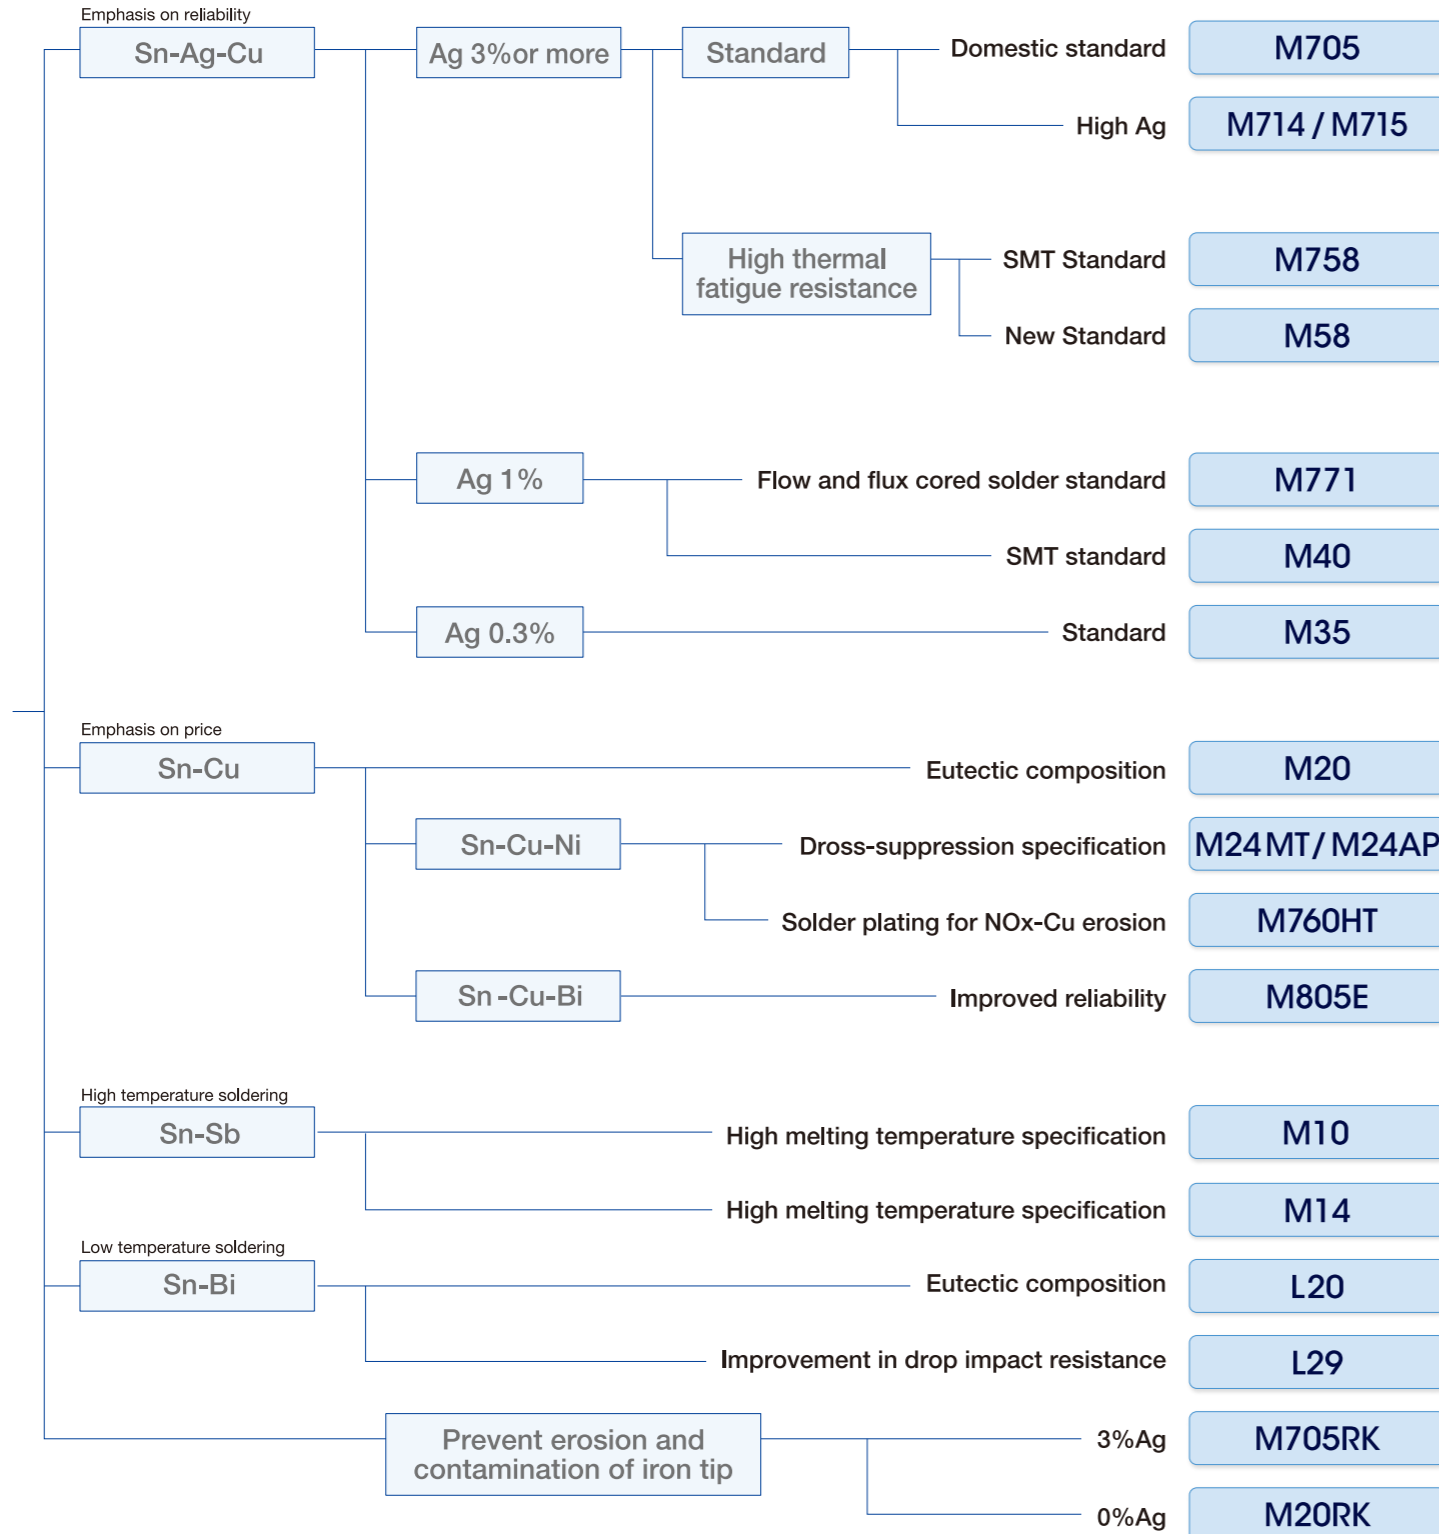 Emphasis on reliability
Sn-Ag-Cu
Ag 3%or more
Standard
Domestic standard
M705
High Ag
M714 / M715
High thermal
fatigue resistance
SMT Standard
M758
New Standard
M58
Ag 1%
Flow and flux cored solder standard
M771
SMT standard
M40
Ag 0.3%
Standard
M35
Emphasis on price
Sn-Cu
Eutectic composition
M20
Sn-Cu-Ni
Dross-suppression specification
M24MT / M24AP
Solder plating for NOx-Cu erosion
M760HT
Sn-Cu-Bi
Improved reliability
M805E
High temperature soldering
Sn-Sb
High melting temperature specification
M10
High melting temperature specification
M14
Low temperature soldering
Sn-Bi
Eutectic composition
L20
Improvement in drop impact resistance
L29
Prevent erosion and
contamination of iron tip
3%Ag
M705RK
0%Ag
M20RK